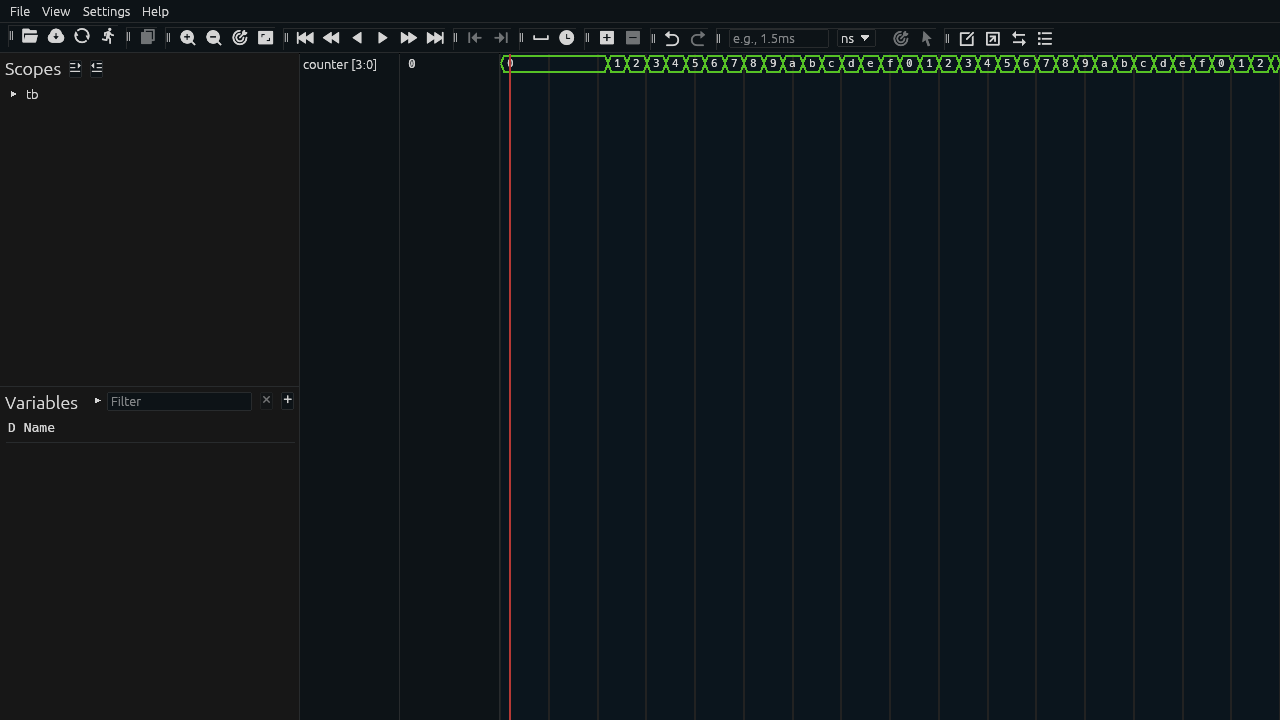 File View Settings Help
e.g., 1.5ms ns
Scopes
tb
Variables Filter × +
D Name
counter [3:0] 0 0 1 2 3 4 5 6 7 8 9 a b c d e f 0 1 2 3 4 5 6 7 8 9 a b c d e f 0 1 2